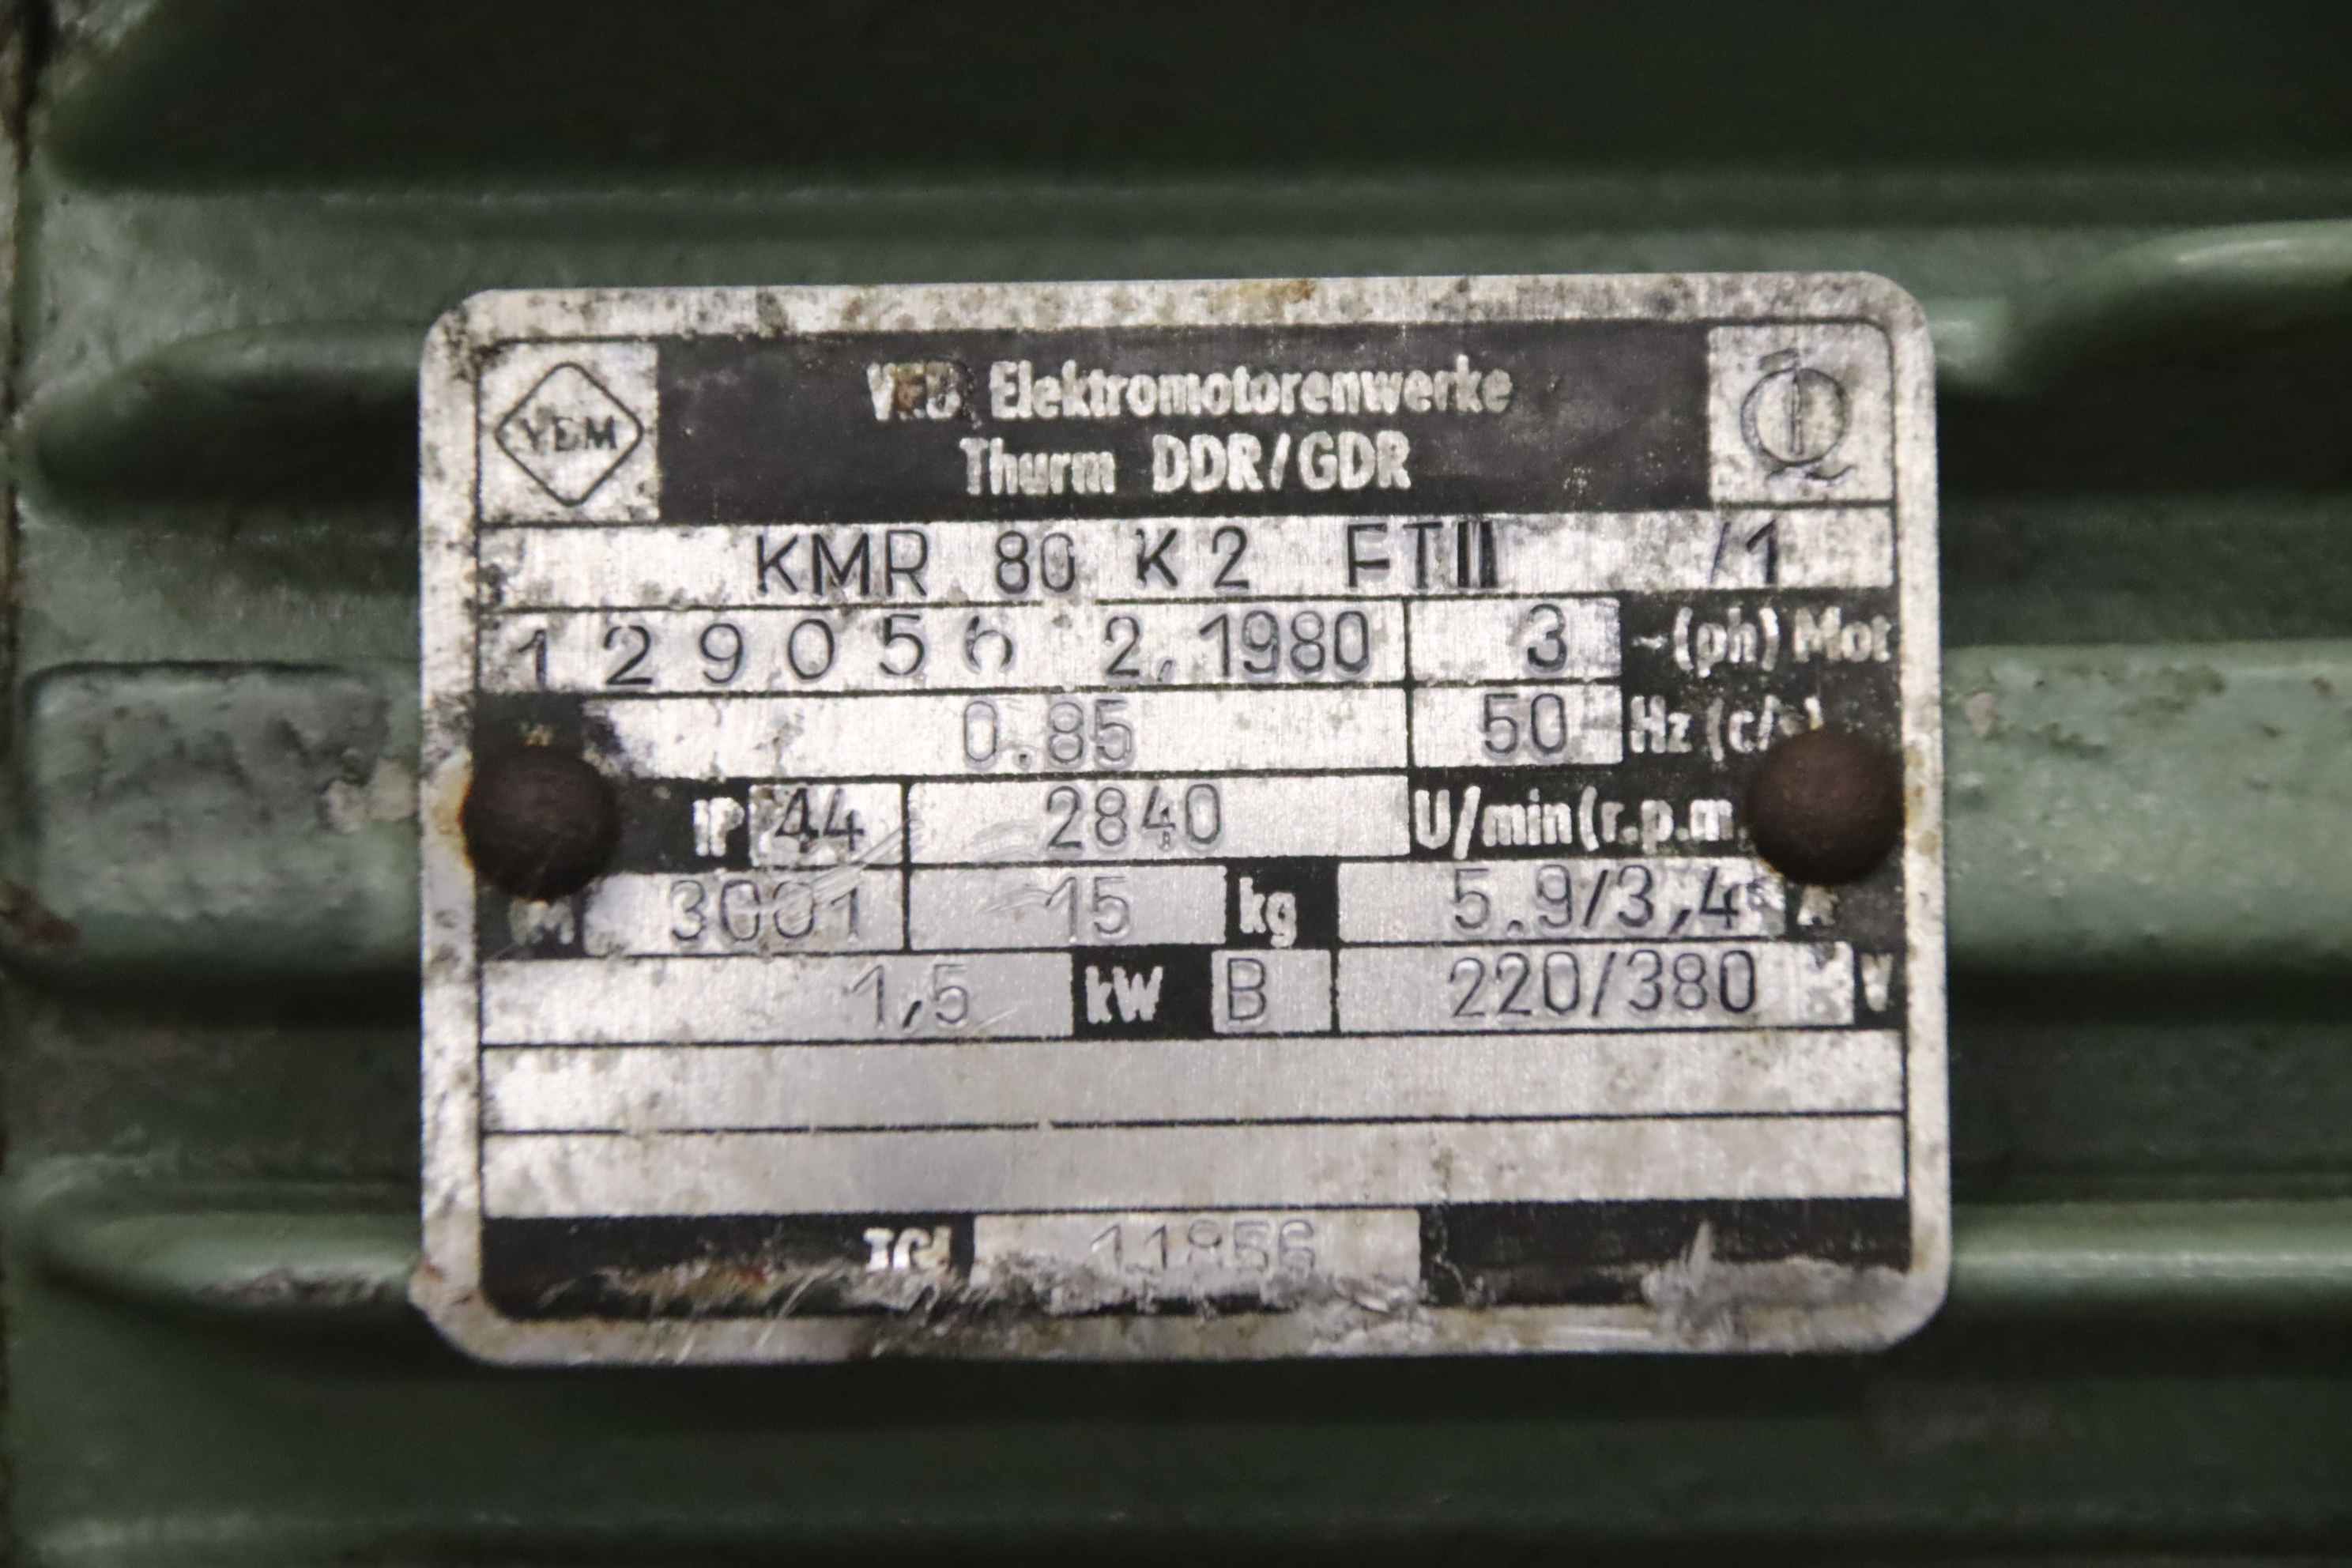 VEM
VEB Elektromotorenwerke
Thurm DDR/GDR
KMR 80 K2 FTII /1
129056 2,1980 3 ~(ph) Mot
0.85 50 Hz (c/s)
IP 44 2840 U/min (r.p.m.
IM 3001 15 kg 5.9/3,4 A
1,5 kW B 220/380 V
TGL 11856